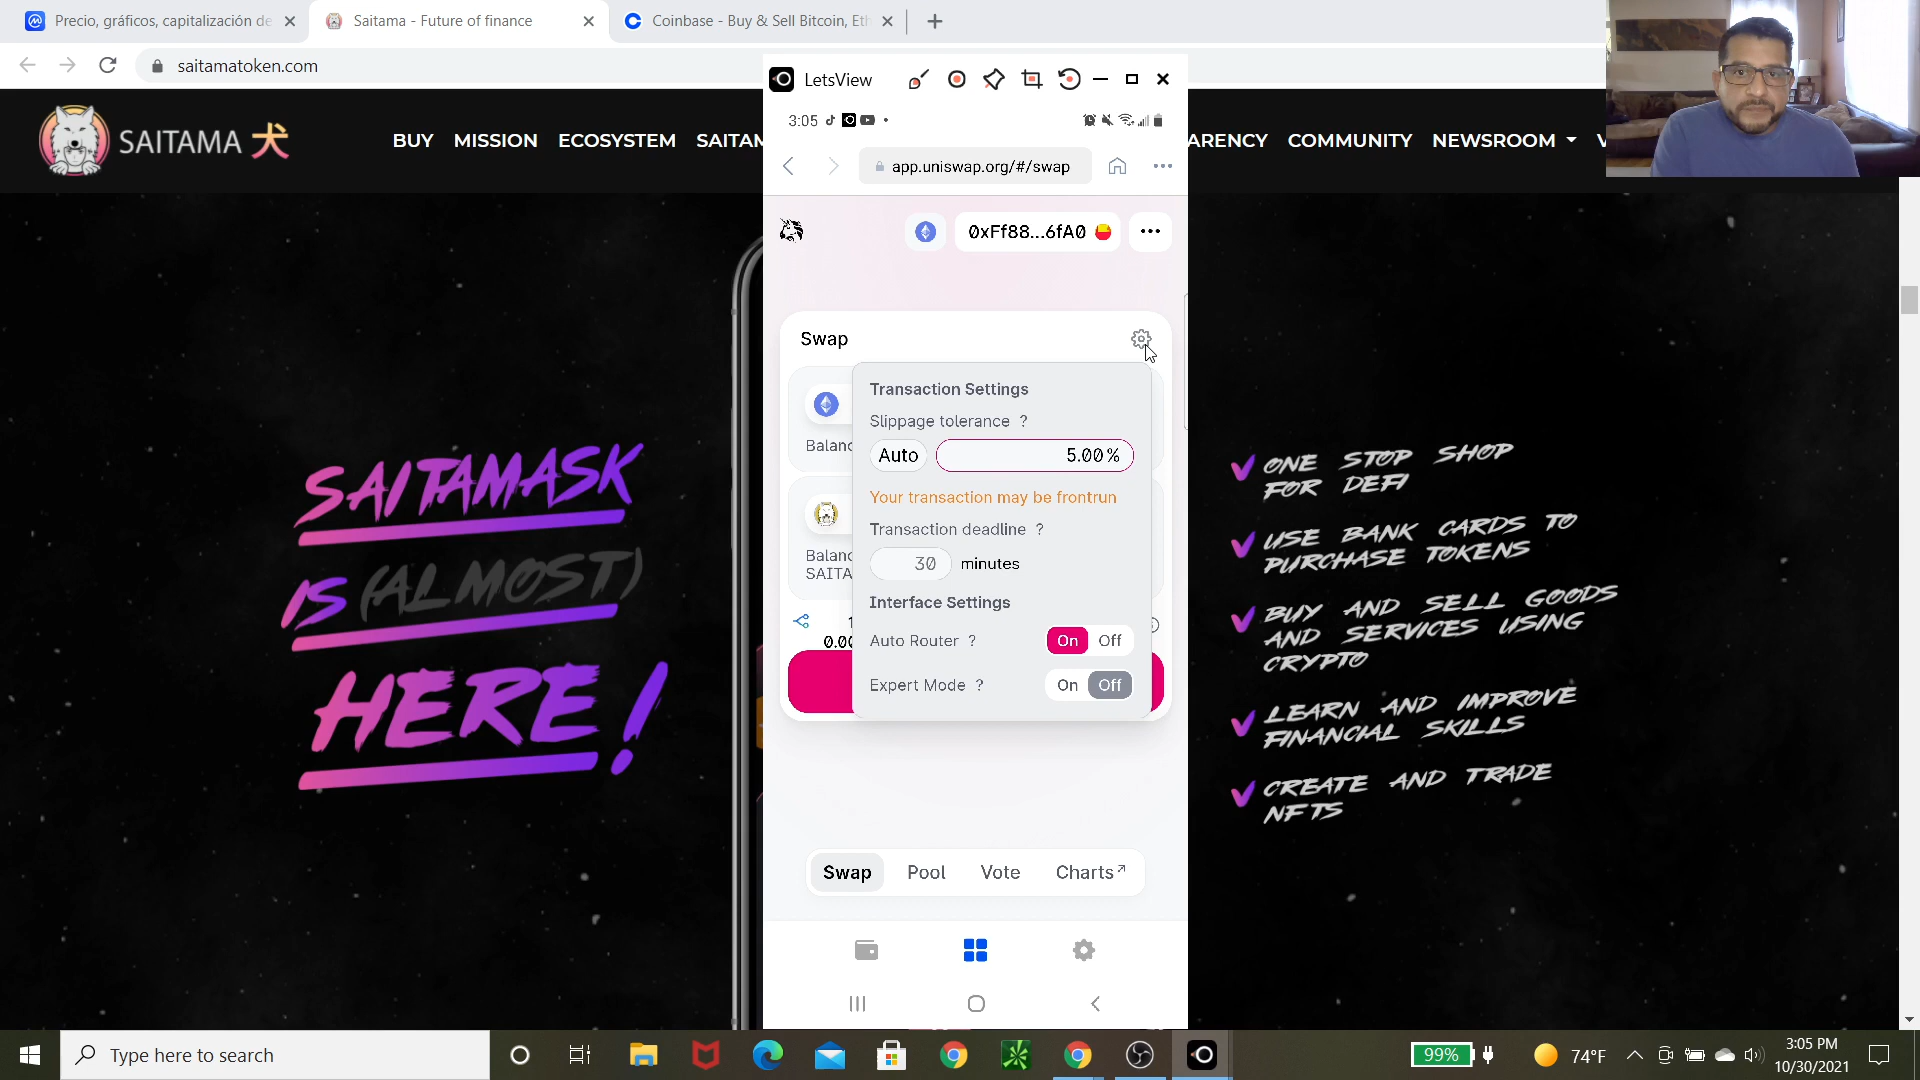 Precio, gráficos, capitalización de
Saitama - Future of finance
Coinbase - Buy & Sell Bitcoin, Eth
saitamatoken.com
LetsView
3:05
app.uniswap.org/#/swap
SAITAMA 犬
BUY MISSION ECOSYSTEM SAITAM
ARENCY COMMUNITY NEWSROOM
0xFf88...6fA0
Swap
Transaction Settings
Slippage tolerance ?
Auto 5.00%
Your transaction may be frontrun
Transaction deadline ?
30 minutes
Interface Settings
Auto Router ? On Off
Expert Mode ? On Off
Balanc
Balanc
SAITA
1
0.00
Swap Pool Vote Charts↗
SAITAMASK
IS (ALMOST)
HERE!
ONE STOP SHOP
FOR DEFI
USE BANK CARDS TO
PURCHASE TOKENS
BUY AND SELL GOODS
AND SERVICES USING
CRYPTO
LEARN AND IMPROVE
FINANCIAL SKILLS
CREATE AND TRADE
NFTS
Type here to search
99%
74°F
3:05 PM
10/30/2021